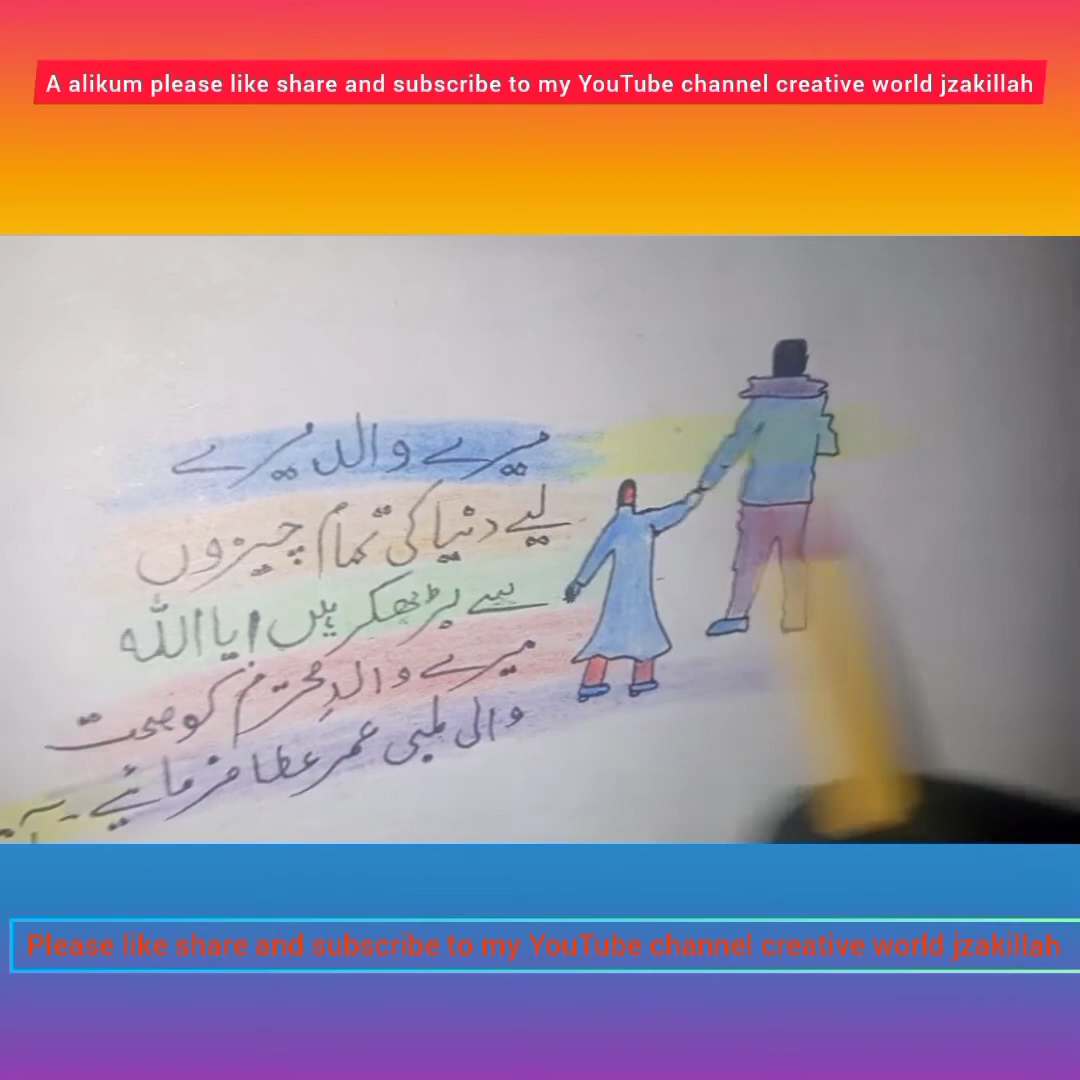 A alikum please like share and subscribe to my YouTube channel creative world jzakillah
میرے والد میرے
لیے دنیا کی تمام چیزوں
سے بڑھکر ہیں ایااللہ
میرے والدِ محترم کو صحت
والی لمبی عمر عطا فرمائیے ۔
Please like share and subscribe to my YouTube channel creative world jzakillah